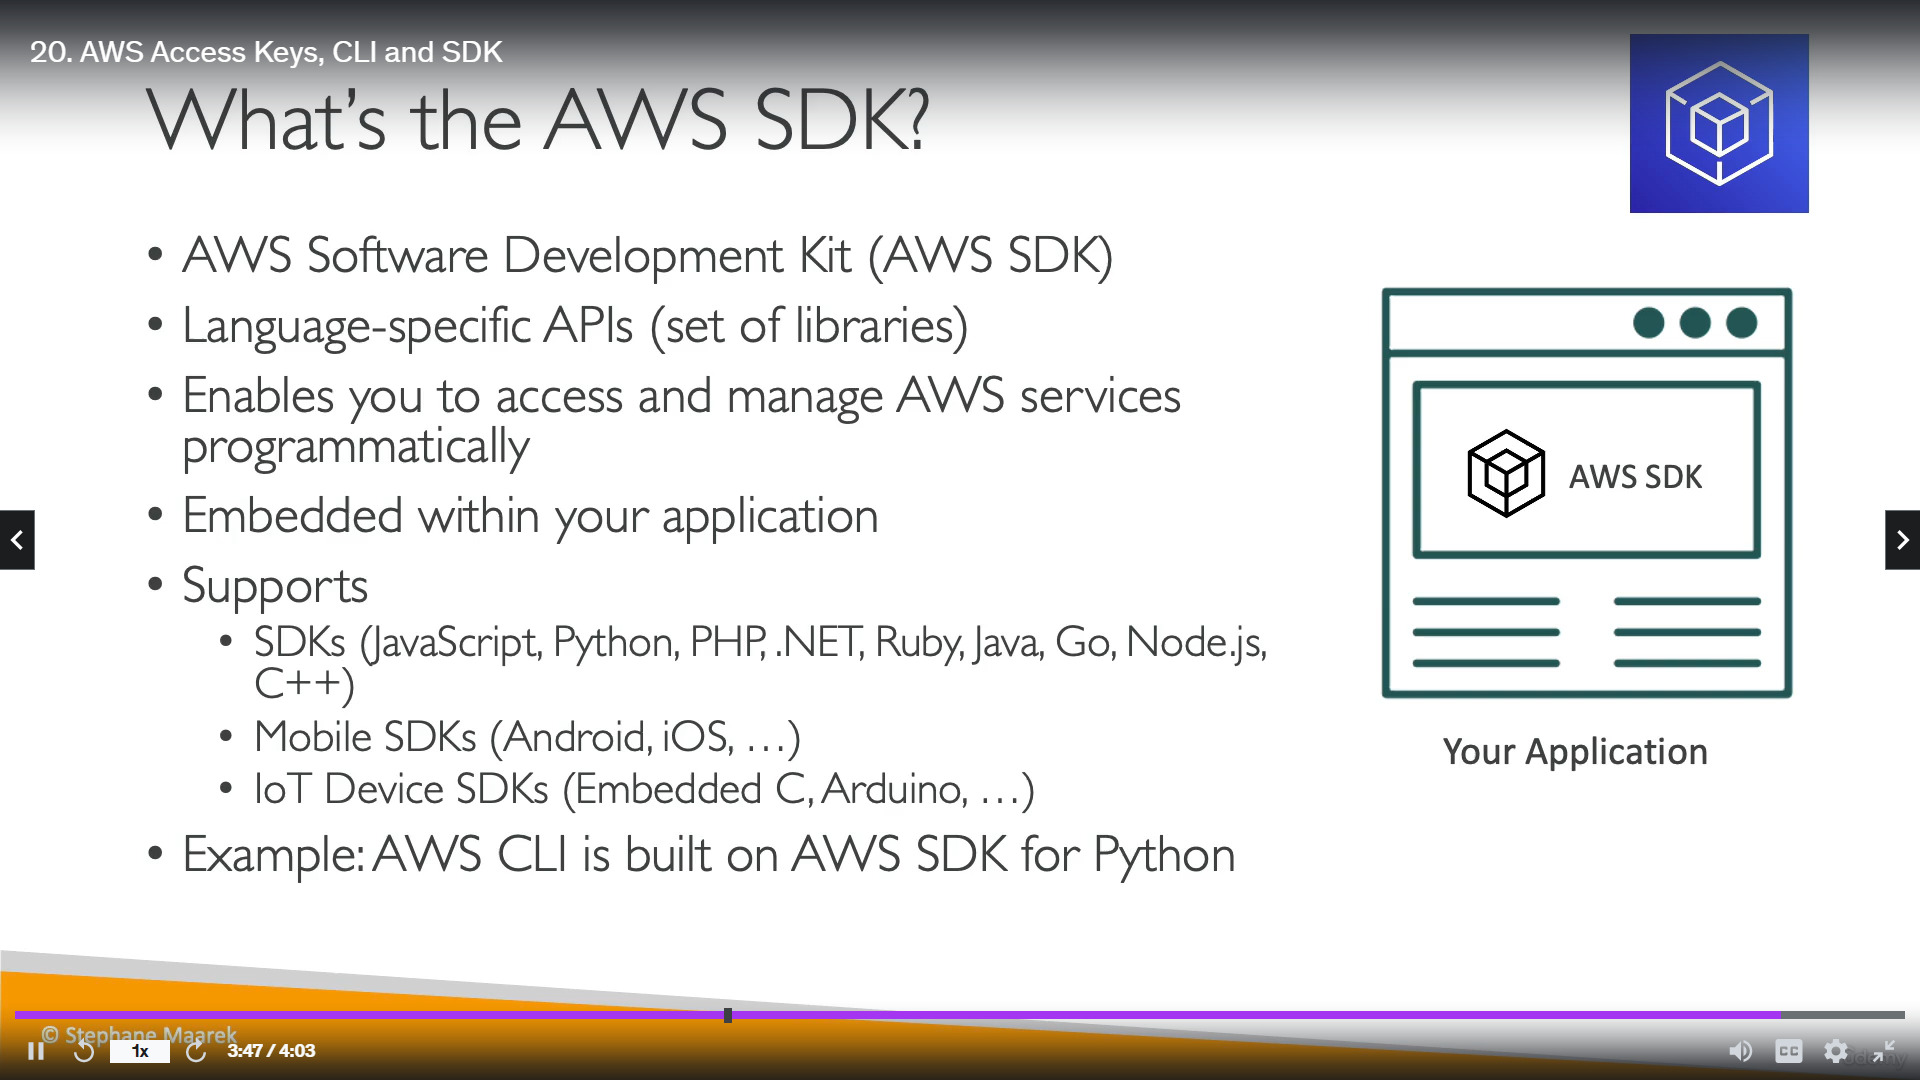 20. AWS Access Keys, CLI and SDK
What's the AWS SDK?
• AWS Software Development Kit (AWS SDK)
• Language-specific APIs (set of libraries)
• Enables you to access and manage AWS services
programmatically
• Embedded within your application
• Supports
• SDKs (JavaScript, Python, PHP, .NET, Ruby, Java, Go, Node.js,
C++)
• Mobile SDKs (Android, iOS, …)
• IoT Device SDKs (Embedded C, Arduino, …)
• Example: AWS CLI is built on AWS SDK for Python
AWS SDK
Your Application
© Stephane Maarek
1x
3:47 / 4:03
CC
udemy